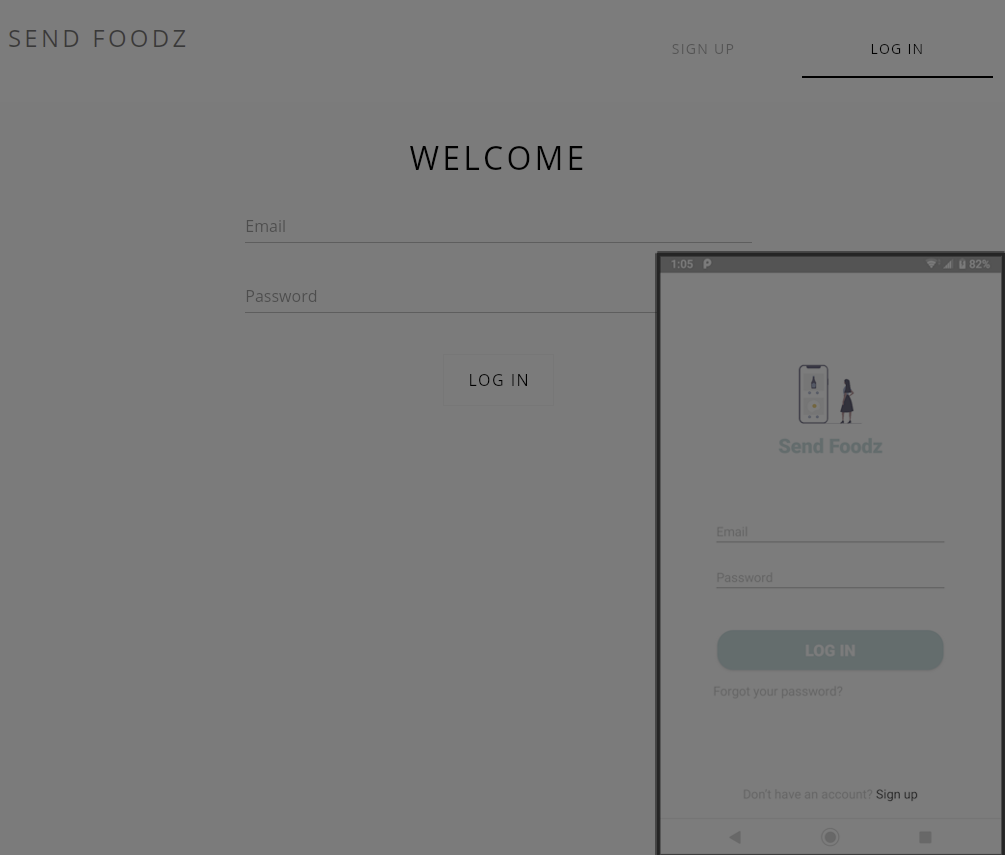 SEND FOODZ
SIGN UP
LOG IN
WELCOME
Email
Password
LOG IN
1:05
82%
Send Foodz
Email
Password
LOG IN
Forgot your password?
Don't have an account? Sign up